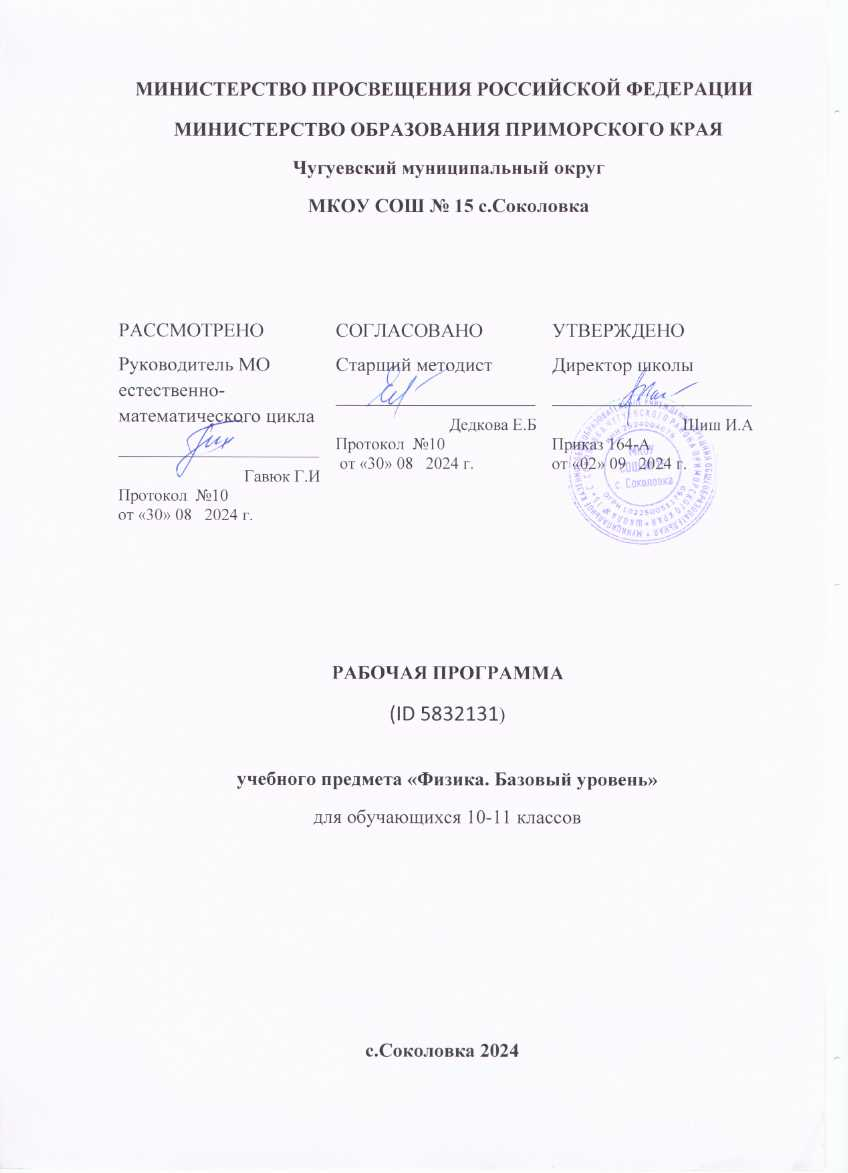 МИНИСТЕРСТВО ПРОСВЕЩЕНИЯ РОССИЙСКОЙ ФЕДЕРАЦИИ
МИНИСТЕРСТВО ОБРАЗОВАНИЯ ПРИМОРСКОГО КРАЯ
Чугуевский муниципальный округ
МКОУ СОШ № 15 с.Соколовка
РАССМОТРЕНО
Руководитель МО
естественно-
математического цикла
Гавюк Г.И
Протокол №10
от «30» 08 2024 г.
СОГЛАСОВАНО
Старший методист
Дедкова Е.Б
Протокол №10
от «30» 08 2024 г.
УТВЕРЖДЕНО
Директор школы
Шиш И.А
Приказ 164-А
от «02» 09 2024 г.
МКОУ
с. Соколовка
РАБОЧАЯ ПРОГРАММА
(ID 5832131)
учебного предмета «Физика. Базовый уровень»
для обучающихся 10-11 классов
с.Соколовка 2024